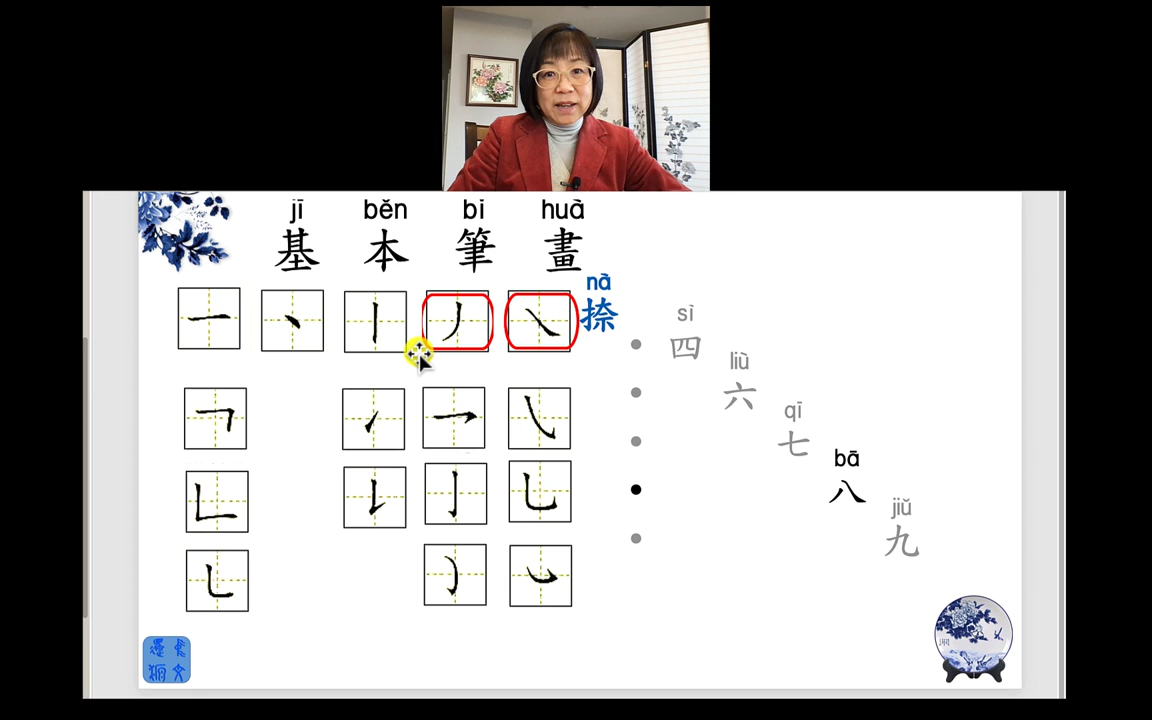 jī běn bǐ huà
基 本 筆 畫
nà
捺
sì
四
liù
六
qī
七
bā
八
jiǔ
九